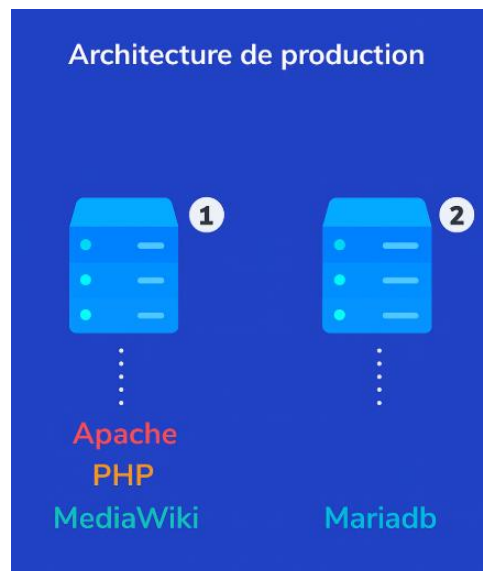 Architecture de production
1
2
Apache
PHP
MediaWiki
Mariadb